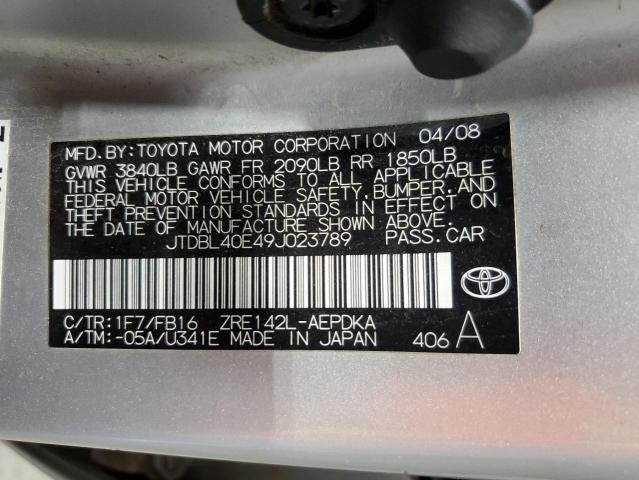 MFD. BY: TOYOTA MOTOR CORPORATION 04/08
GVWR 3840LB GAWR FR 2090LB RR 1850LB
THIS VEHICLE CONFORMS TO ALL APPLICABLE
FEDERAL MOTOR VEHICLE SAFETY, BUMPER, AND
THEFT PREVENTION STANDARDS IN EFFECT ON
THE DATE OF MANUFACTURE SHOWN ABOVE.
JTDBL40E49J023789 PASS.CAR
C/TR: 1F7/FB16 ZRE142L-AEPDKA
A/TM: -05A/U341E MADE IN JAPAN 406 A